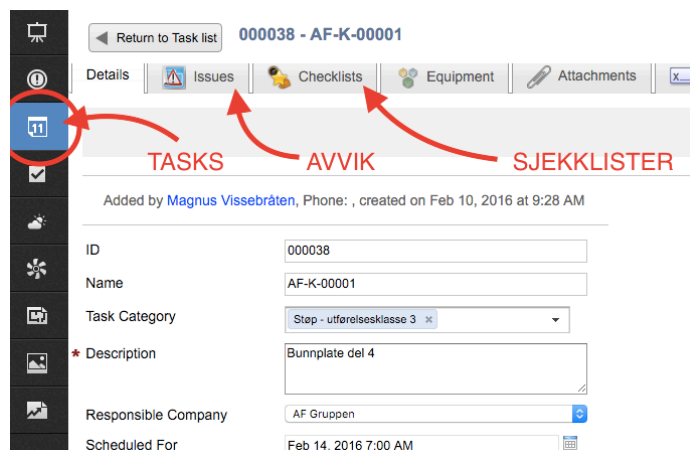 Return to Task list 000038 - AF-K-00001
Details Issues Checklists Equipment Attachments x...
11
TASKS AVVIK SJEKKLISTER
Added by Magnus Vissebråten, Phone: , created on Feb 10, 2016 at 9:28 AM
ID 000038
Name AF-K-00001
Task Category Støp - utførelsesklasse 3 ×
* Description Bunnplate del 4
Responsible Company AF Gruppen
Scheduled For Feb 14, 2016 7:00 AM